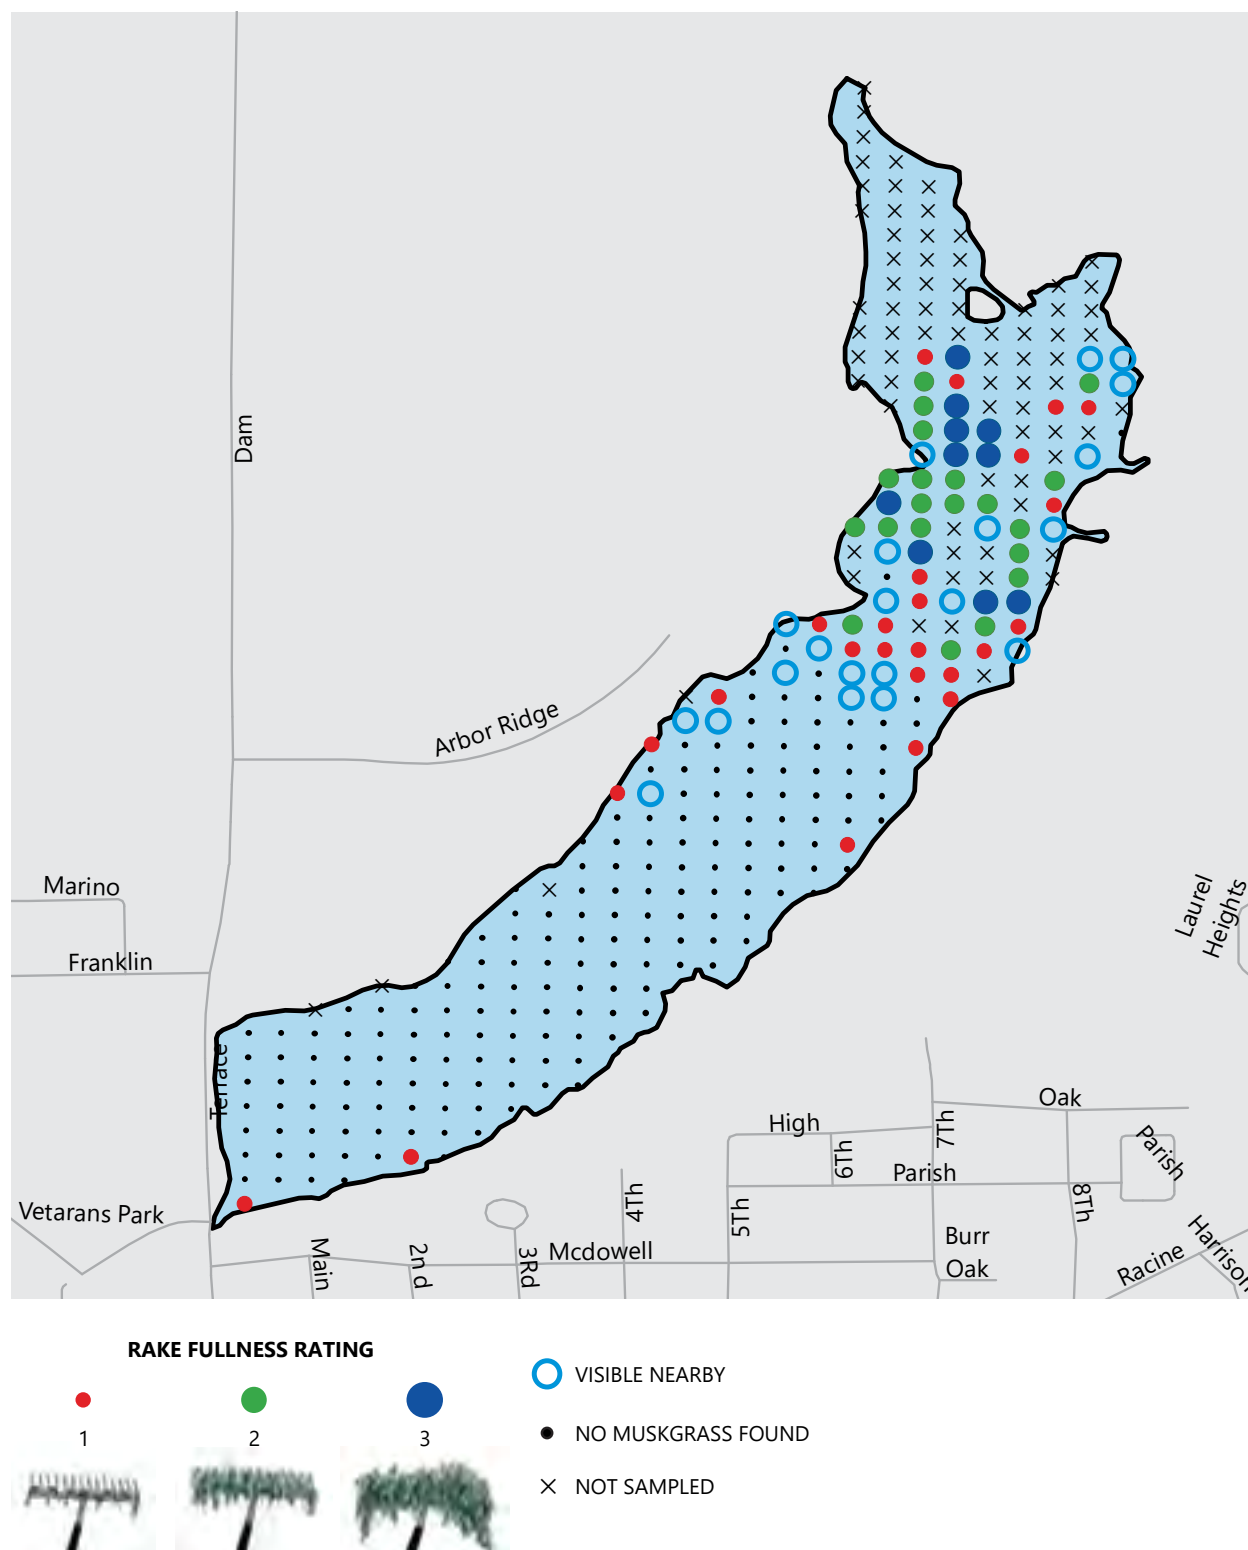 Dam
Arbor Ridge
Marino
Laurel
Heights
Franklin
Terrace
Oak
High
7Th
6Th
Parish
Parish
Vetarans Park
4Th
5Th
8Th
Burr
Oak
Main
2n d
3Rd
Mcdowell
Racine
Harrison
RAKE FULLNESS RATING
1
2
3
VISIBLE NEARBY
NO MUSKGRASS FOUND
NOT SAMPLED